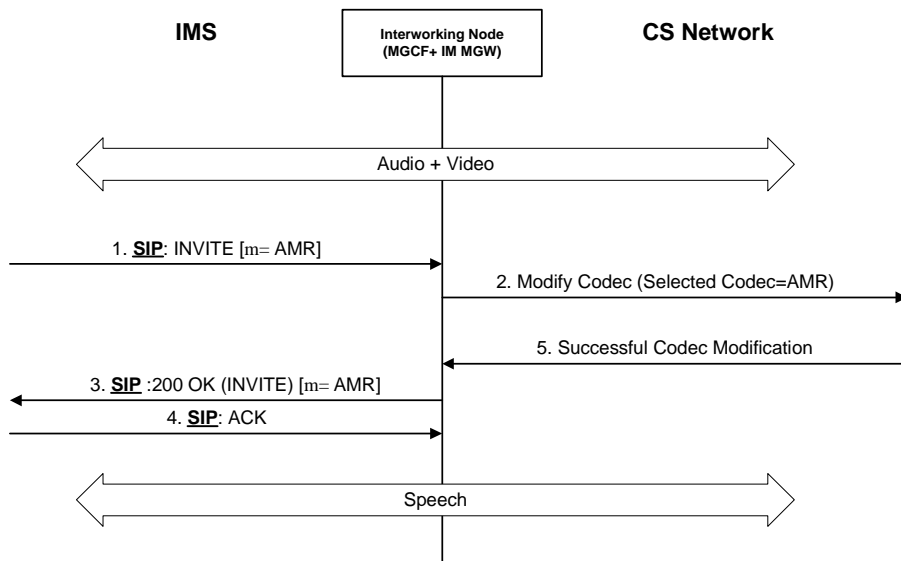 IMS
Interworking Node
(MGCF+ IM MGW)
CS Network
Audio + Video
1. SIP: INVITE [m= AMR]
2. Modify Codec (Selected Codec=AMR)
5. Successful Codec Modification
3. SIP :200 OK (INVITE) [m= AMR]
4. SIP: ACK
Speech